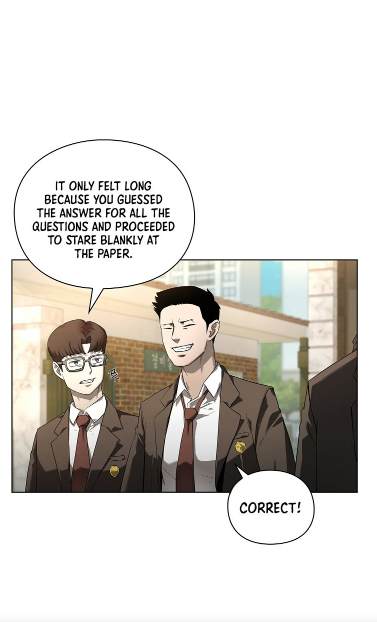 IT ONLY FELT LONG
BECAUSE YOU GUESSED
THE ANSWER FOR ALL THE
QUESTIONS AND PROCEEDED
TO STARE BLANKLY AT
THE PAPER.
CORRECT!